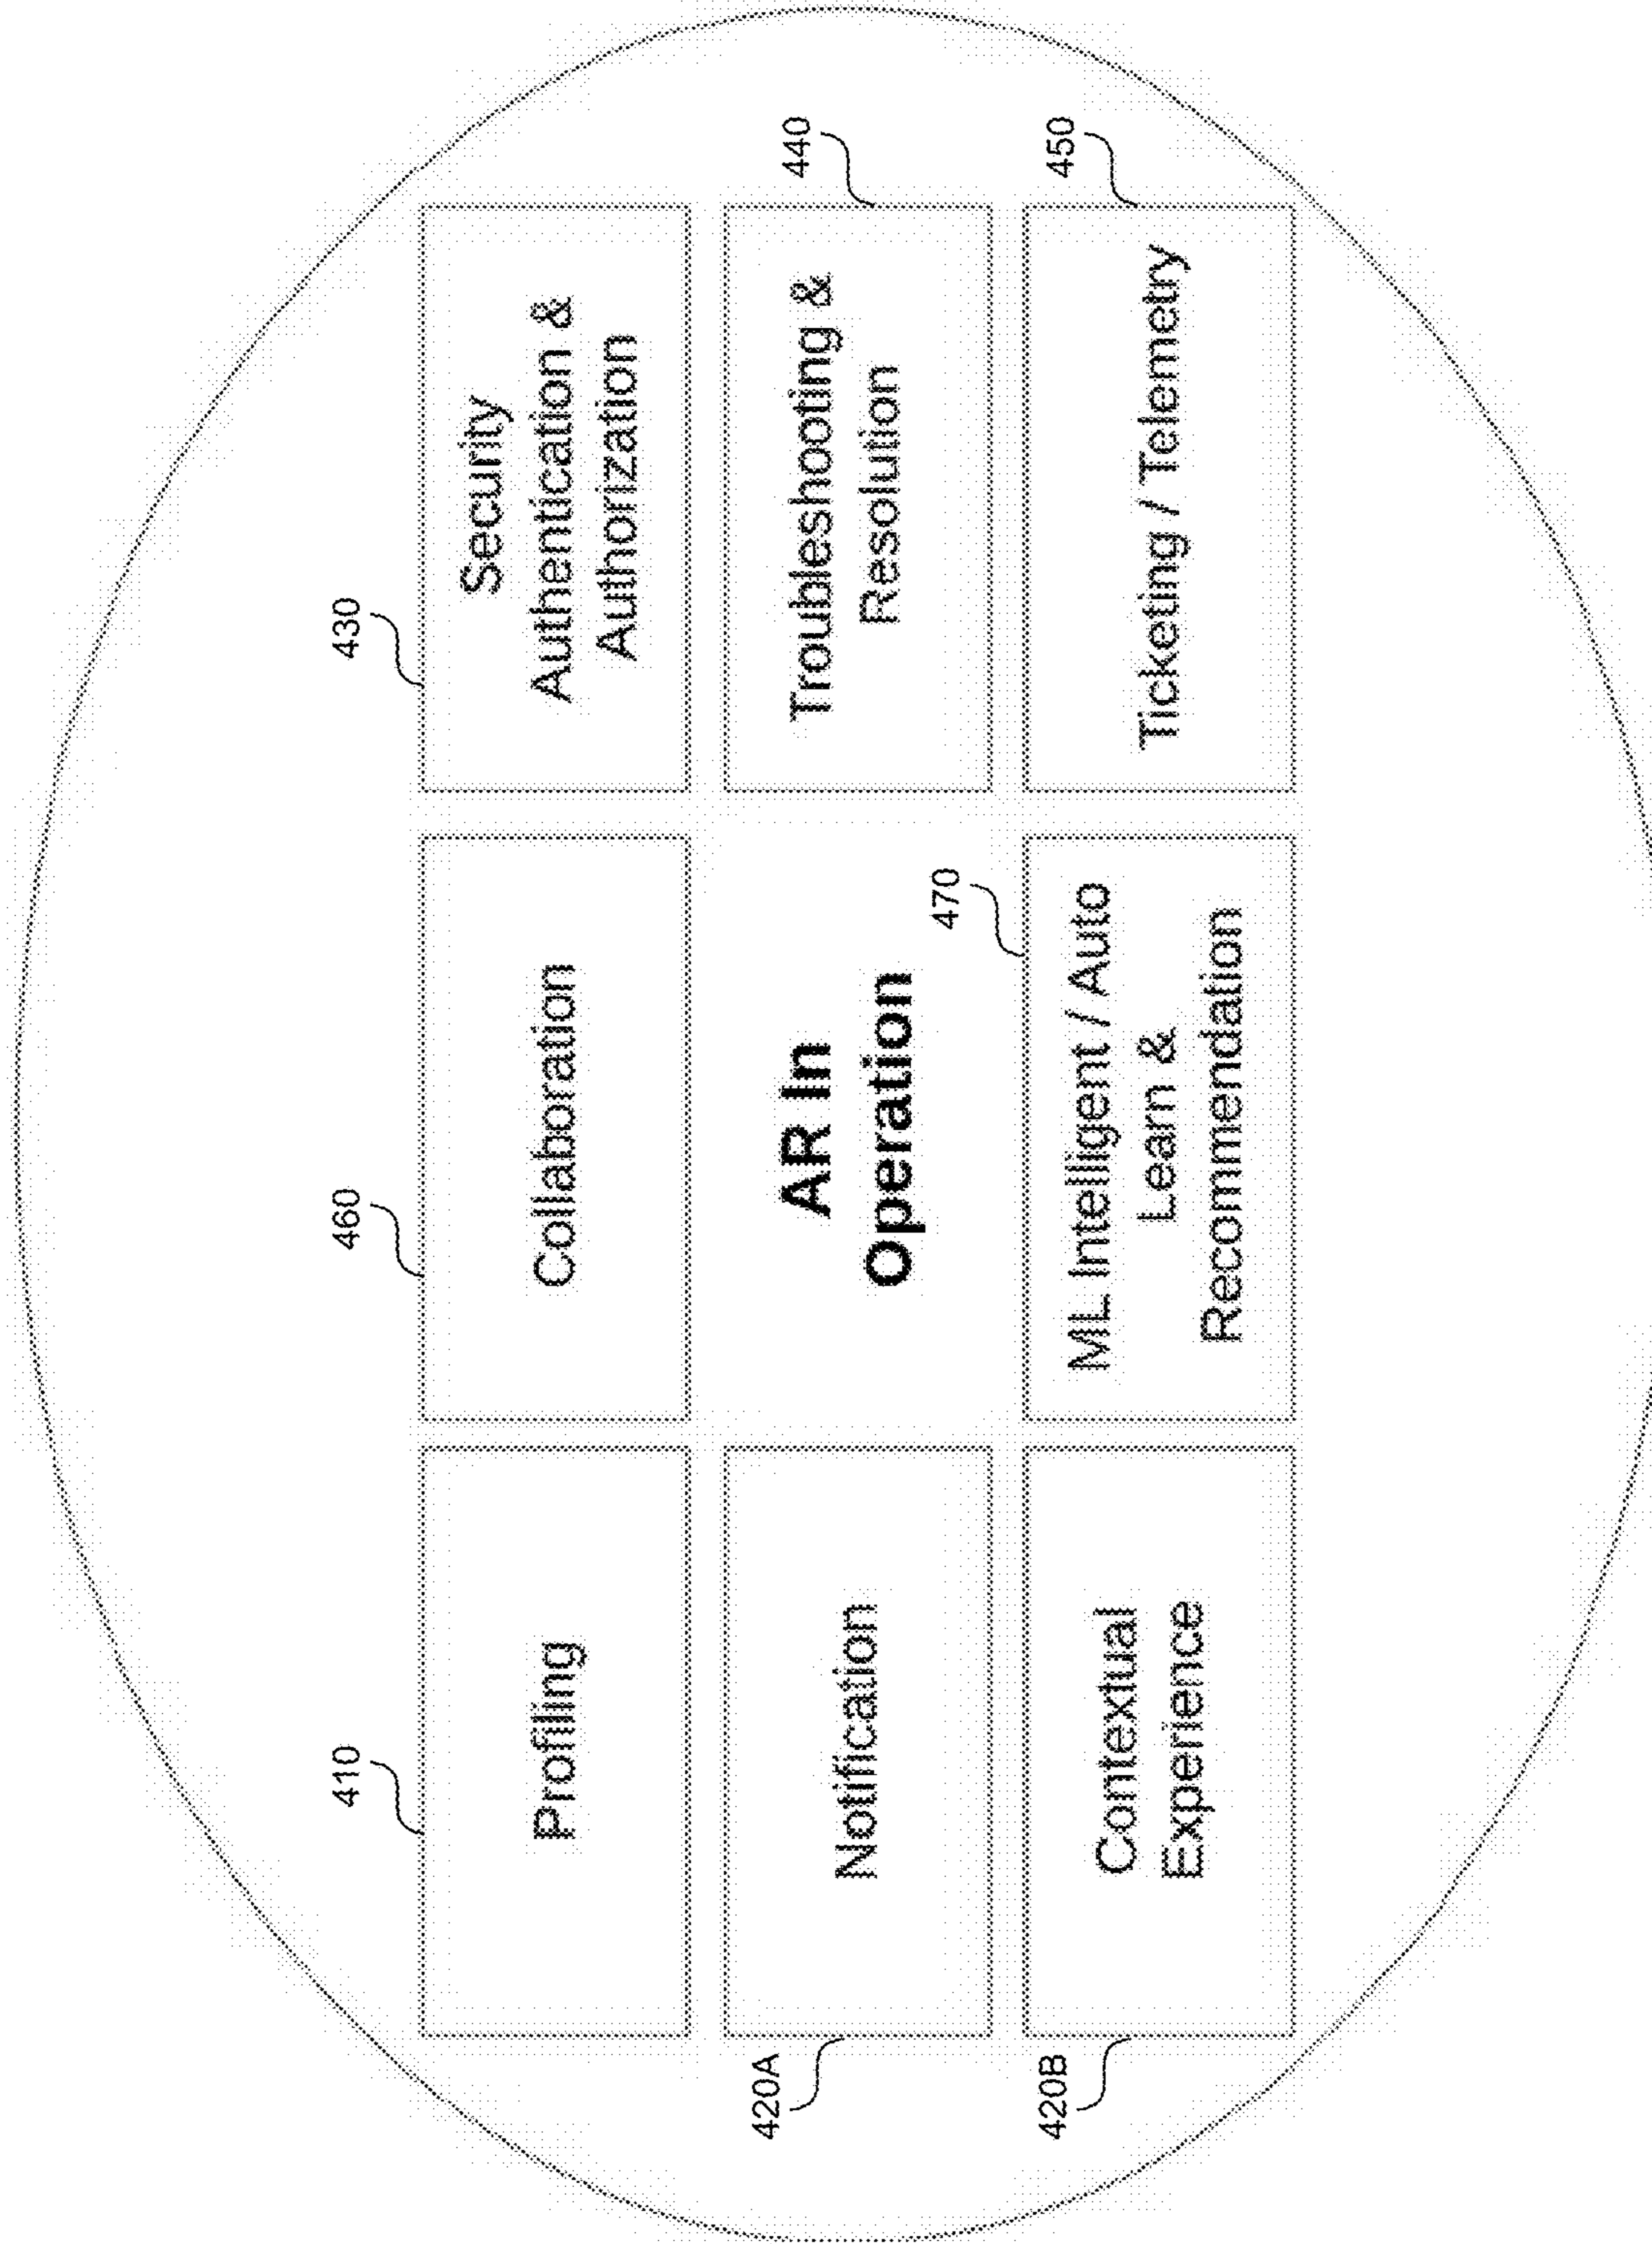 410
Profiling
460
Collaboration
430
Security
Authentication &
Authorization
420A
Notification
AR In
Operation
440
Troubleshooting &
Resolution
420B
Contextual
Experience
470
ML Intelligent / Auto
Learn &
Recommendation
450
Ticketing / Telemetry